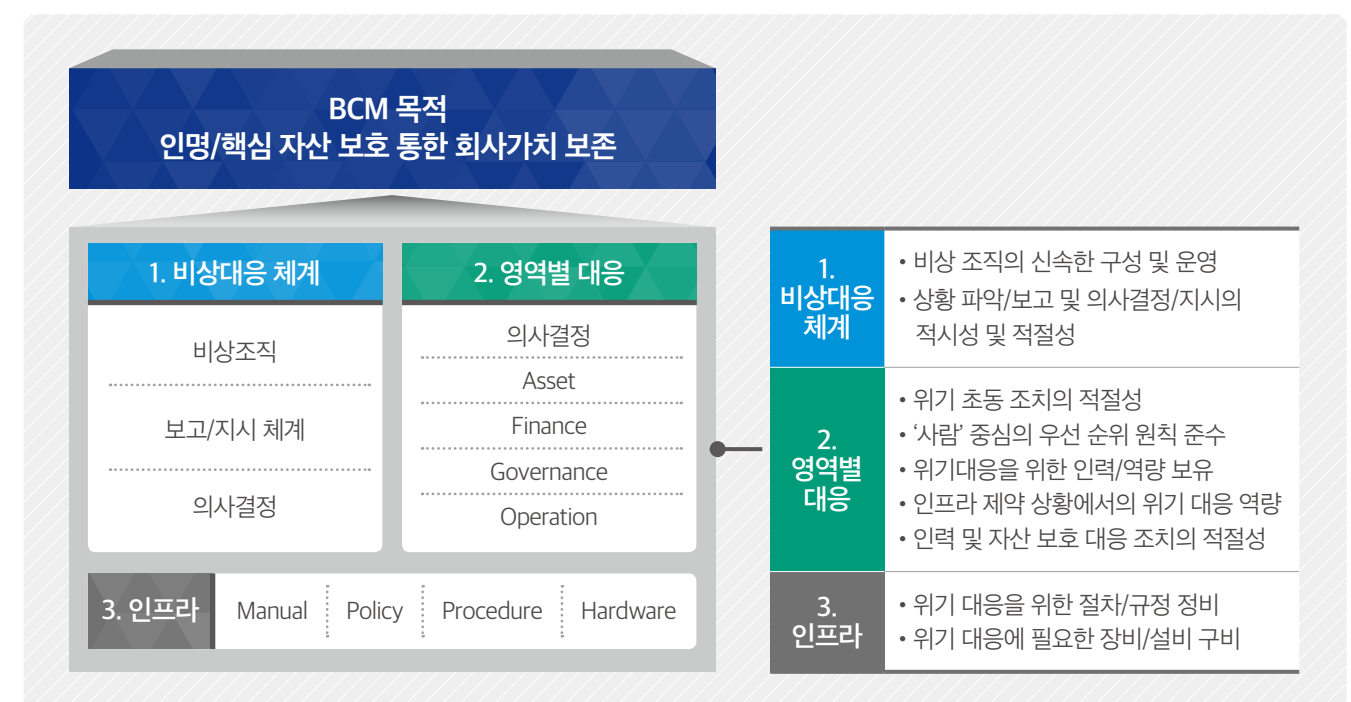 BCM 목적
인명/핵심 자산 보호 통한 회사가치 보존
1. 비상대응 체계
비상조직
보고/지시 체계
의사결정
2. 영역별 대응
의사결정
Asset
Finance
Governance
Operation
3. 인프라
Manual
Policy
Procedure
Hardware
1.
비상대응
체계
• 비상 조직의 신속한 구성 및 운영
• 상황 파악/보고 및 의사결정/지시의
적시성 및 적절성
2.
영역별
대응
• 위기 초동 조치의 적절성
• ‘사람’ 중심의 우선 순위 원칙 준수
• 위기대응을 위한 인력/역량 보유
• 인프라 제약 상황에서의 위기 대응 역량
• 인력 및 자산 보호 대응 조치의 적절성
3.
인프라
• 위기 대응을 위한 절차/규정 정비
• 위기 대응에 필요한 장비/설비 구비